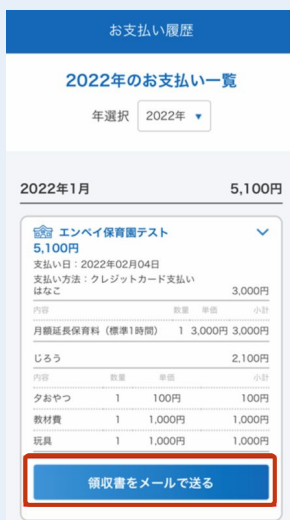 お支払い履歴
2022年のお支払い一覧
年選択 2022年 ▼
2022年1月 5,100円
エンペイ保育園テスト
5,100円
支払い日：2022年02月04日
支払い方法：クレジットカード支払い
はなこ 3,000円
内容 数量 単価 小計
月額延長保育料（標準1時間） 1 3,000円 3,000円
じろう 2,100円
内容 数量 単価 小計
夕おやつ 1 100円 100円
教材費 1 1,000円 1,000円
玩具 1 1,000円 1,000円
領収書をメールで送る